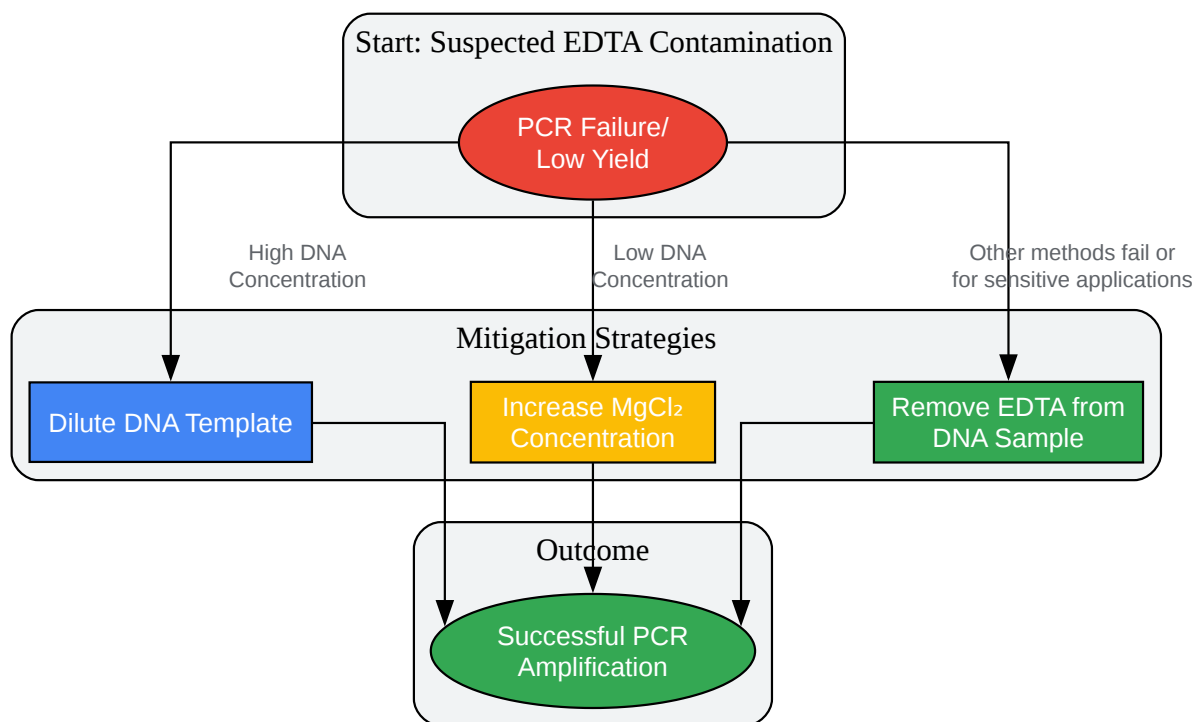 Start: Suspected EDTA Contamination
PCR Failure/
Low Yield
High DNA
Concentration
Low DNA
Concentration
Other methods fail or
for sensitive applications
Mitigation Strategies
Dilute DNA Template
Increase MgCl₂
Concentration
Remove EDTA from
DNA Sample
Outcome
Successful PCR
Amplification